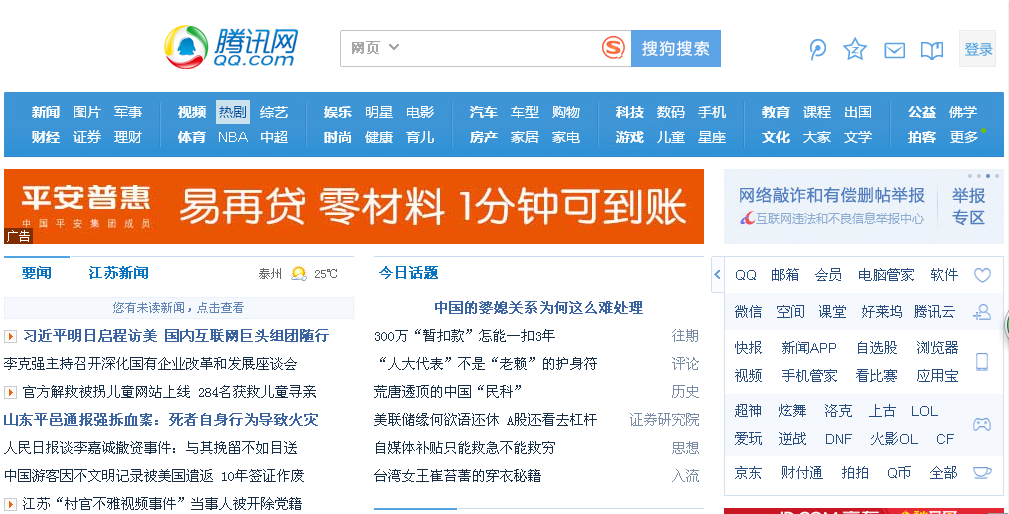 腾讯网
QQ.com
网页 搜狗搜索
登录
新闻 图片 军事 视频 热剧 综艺 娱乐 明星 电影 汽车 车型 购物 科技 数码 手机 教育 课程 出国 公益 佛学
财经 证券 理财 体育 NBA 中超 时尚 健康 育儿 房产 家居 家电 游戏 儿童 星座 文化 大家 文学 拍客 更多
平安普惠
中国平安集团成员
易再贷 零材料 1分钟可到账
广告
网络敲诈和有偿删帖举报
互联网违法和不良信息举报中心
举报
专区
要闻 江苏新闻 泰州 25℃
您有未读新闻，点击查看
习近平明日启程访美 国内互联网巨头组团随行
李克强主持召开深化国有企业改革和发展座谈会
官方解救被拐儿童网站上线 284名获救儿童寻亲
山东平邑通报强拆血案：死者自身行为导致火灾
人民日报谈李嘉诚撤资事件：与其挽留不如目送
中国游客因不文明记录被美国遣返 10年签证作废
江苏“村官不雅视频事件”当事人被开除党籍
今日话题
中国的婆媳关系为何这么难处理
300万“暂扣款”怎能一扣3年 往期
“人大代表”不是“老赖”的护身符 评论
荒唐透顶的中国“民科” 历史
美联储缘何欲语还休 A股还看去杠杆 证券研究院
自媒体补贴只能救急不能救穷 思想
台湾女王崔苔菁的穿衣秘籍 入流
QQ 邮箱 会员 电脑管家 软件
微信 空间 课堂 好莱坞 腾讯云
快报 新闻APP 自选股 浏览器
视频 手机管家 看比赛 应用宝
超神 炫舞 洛克 上古 LOL
爱玩 逆战 DNF 火影OL CF
京东 财付通 拍拍 Q币 全部